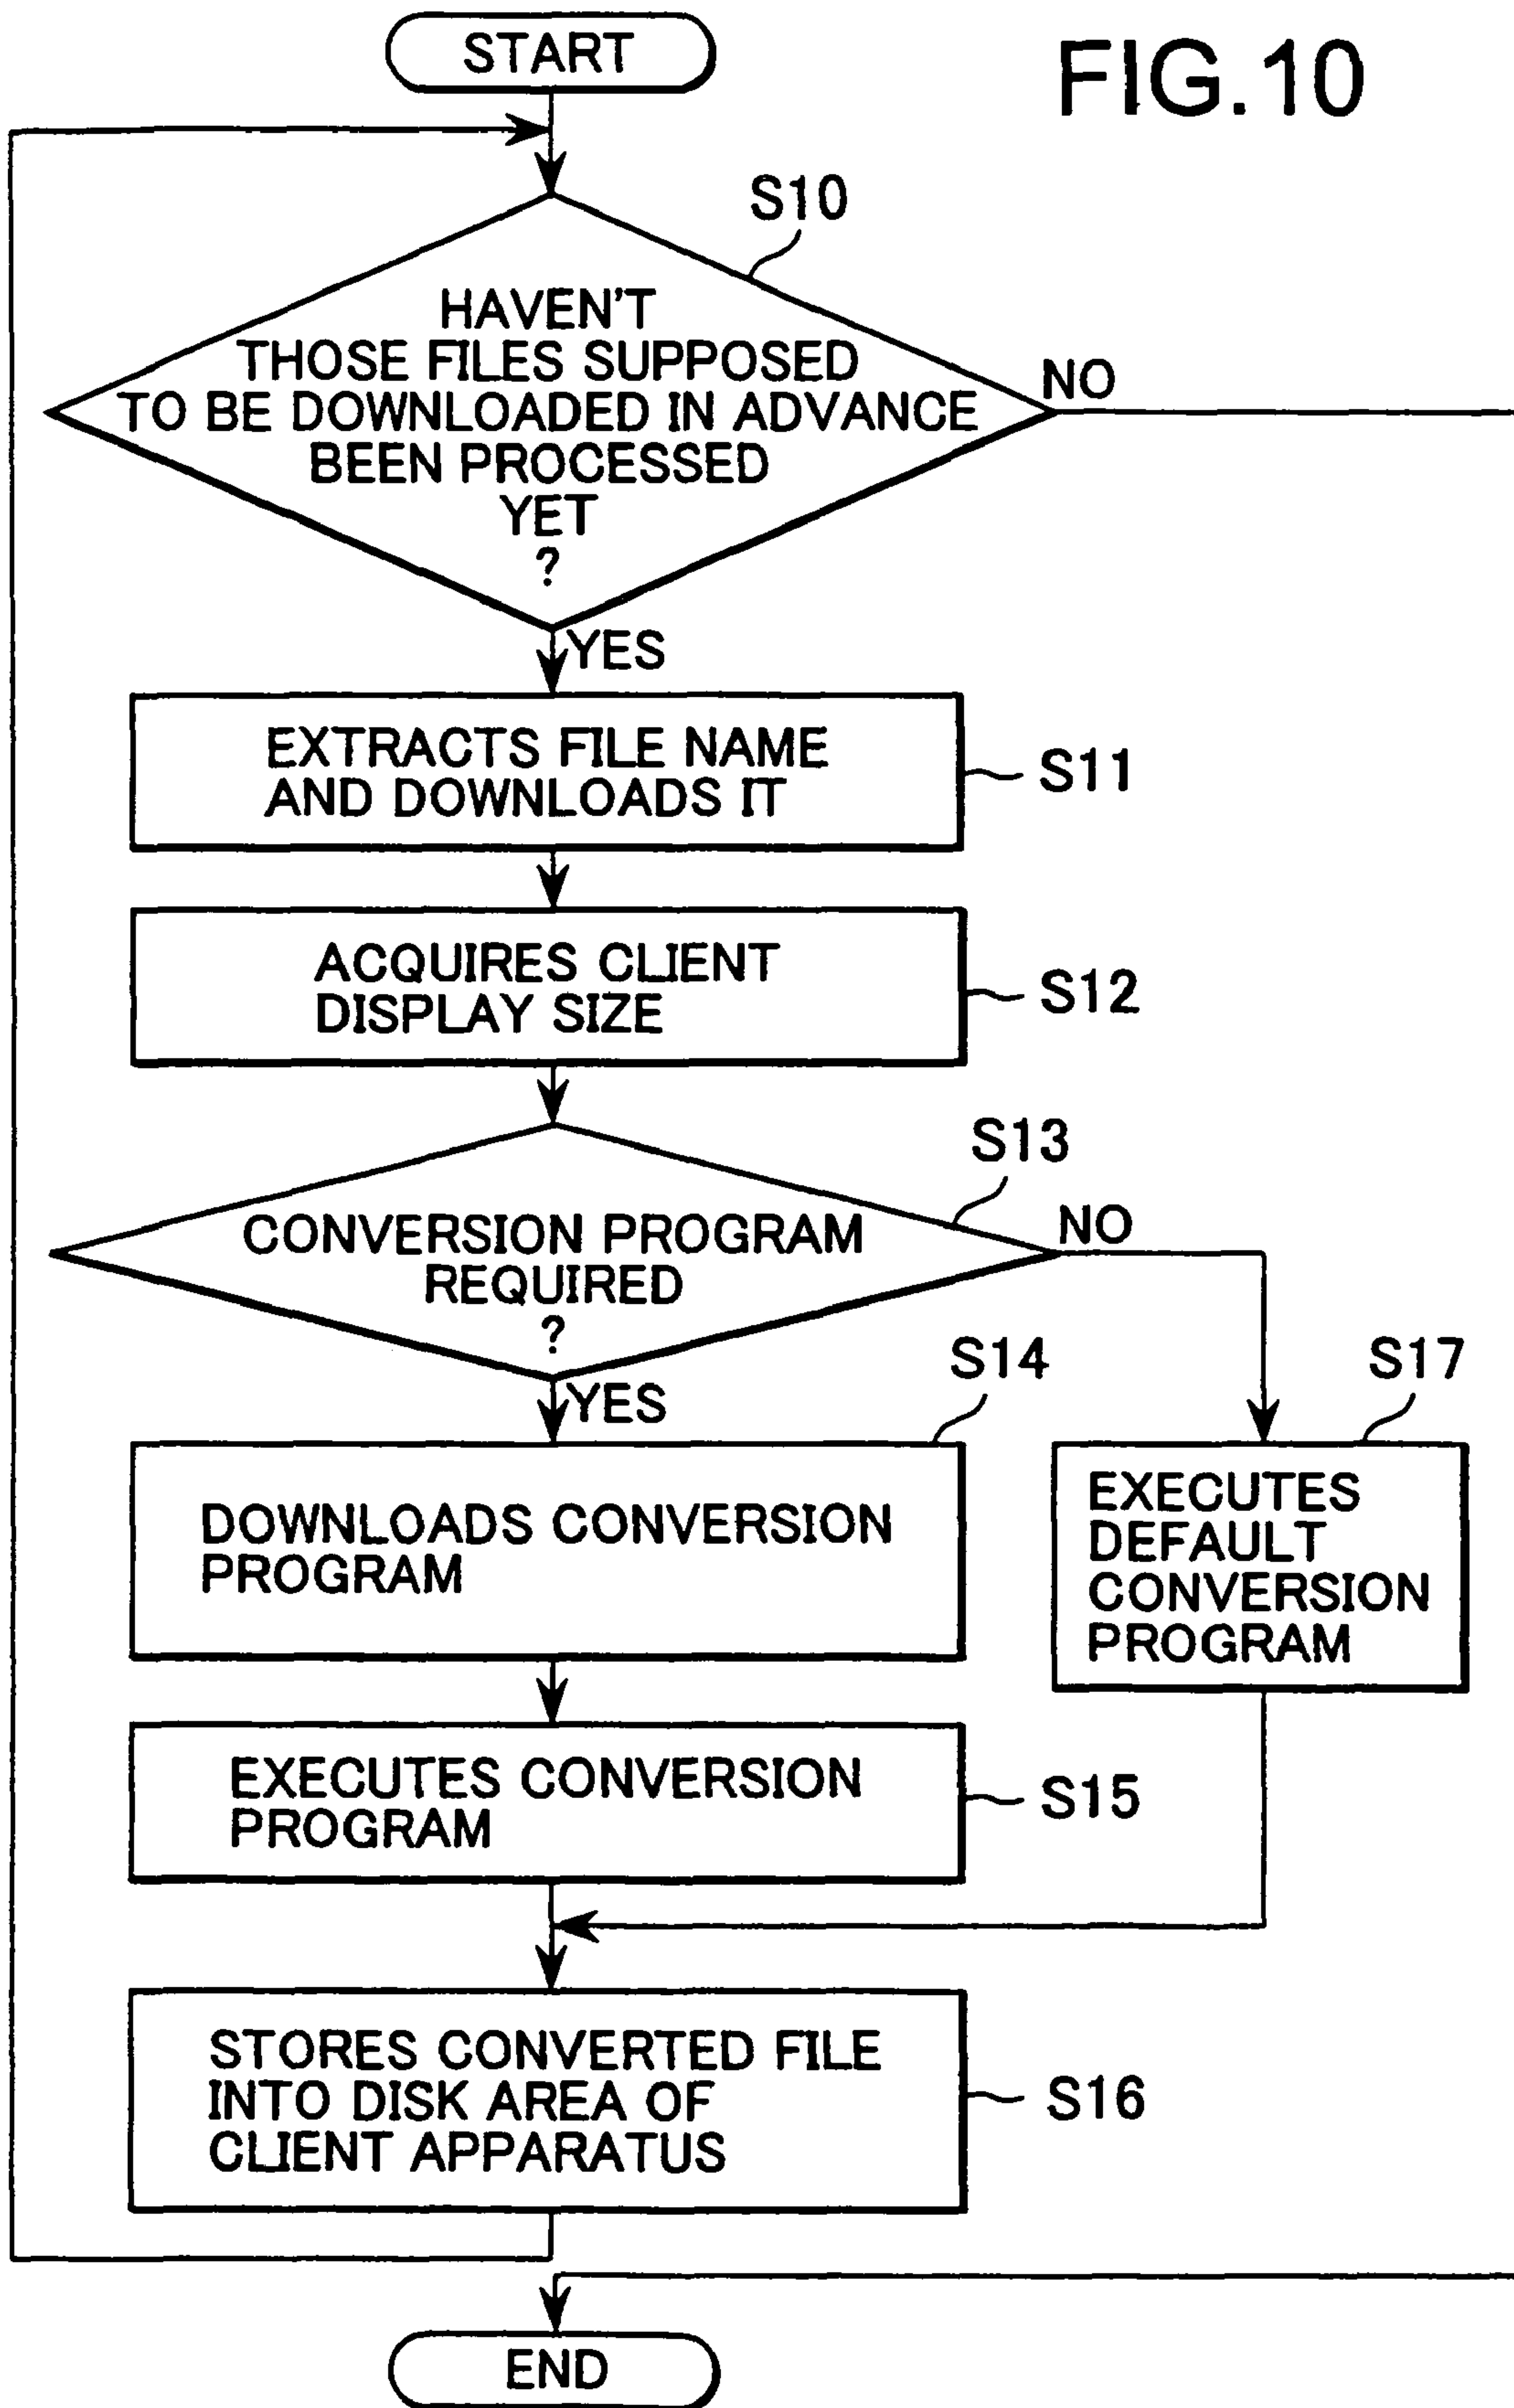 START
FIG.10
S10
HAVEN'T
THOSE FILES SUPPOSED
TO BE DOWNLOADED IN ADVANCE
BEEN PROCESSED
YET
?
NO
YES
EXTRACTS FILE NAME
AND DOWNLOADS IT
S11
ACQUIRES CLIENT
DISPLAY SIZE
S12
S13
CONVERSION PROGRAM
REQUIRED
?
NO
YES
S14
DOWNLOADS CONVERSION
PROGRAM
S17
EXECUTES
DEFAULT
CONVERSION
PROGRAM
EXECUTES CONVERSION
PROGRAM
S15
STORES CONVERTED FILE
INTO DISK AREA OF
CLIENT APPARATUS
S16
END